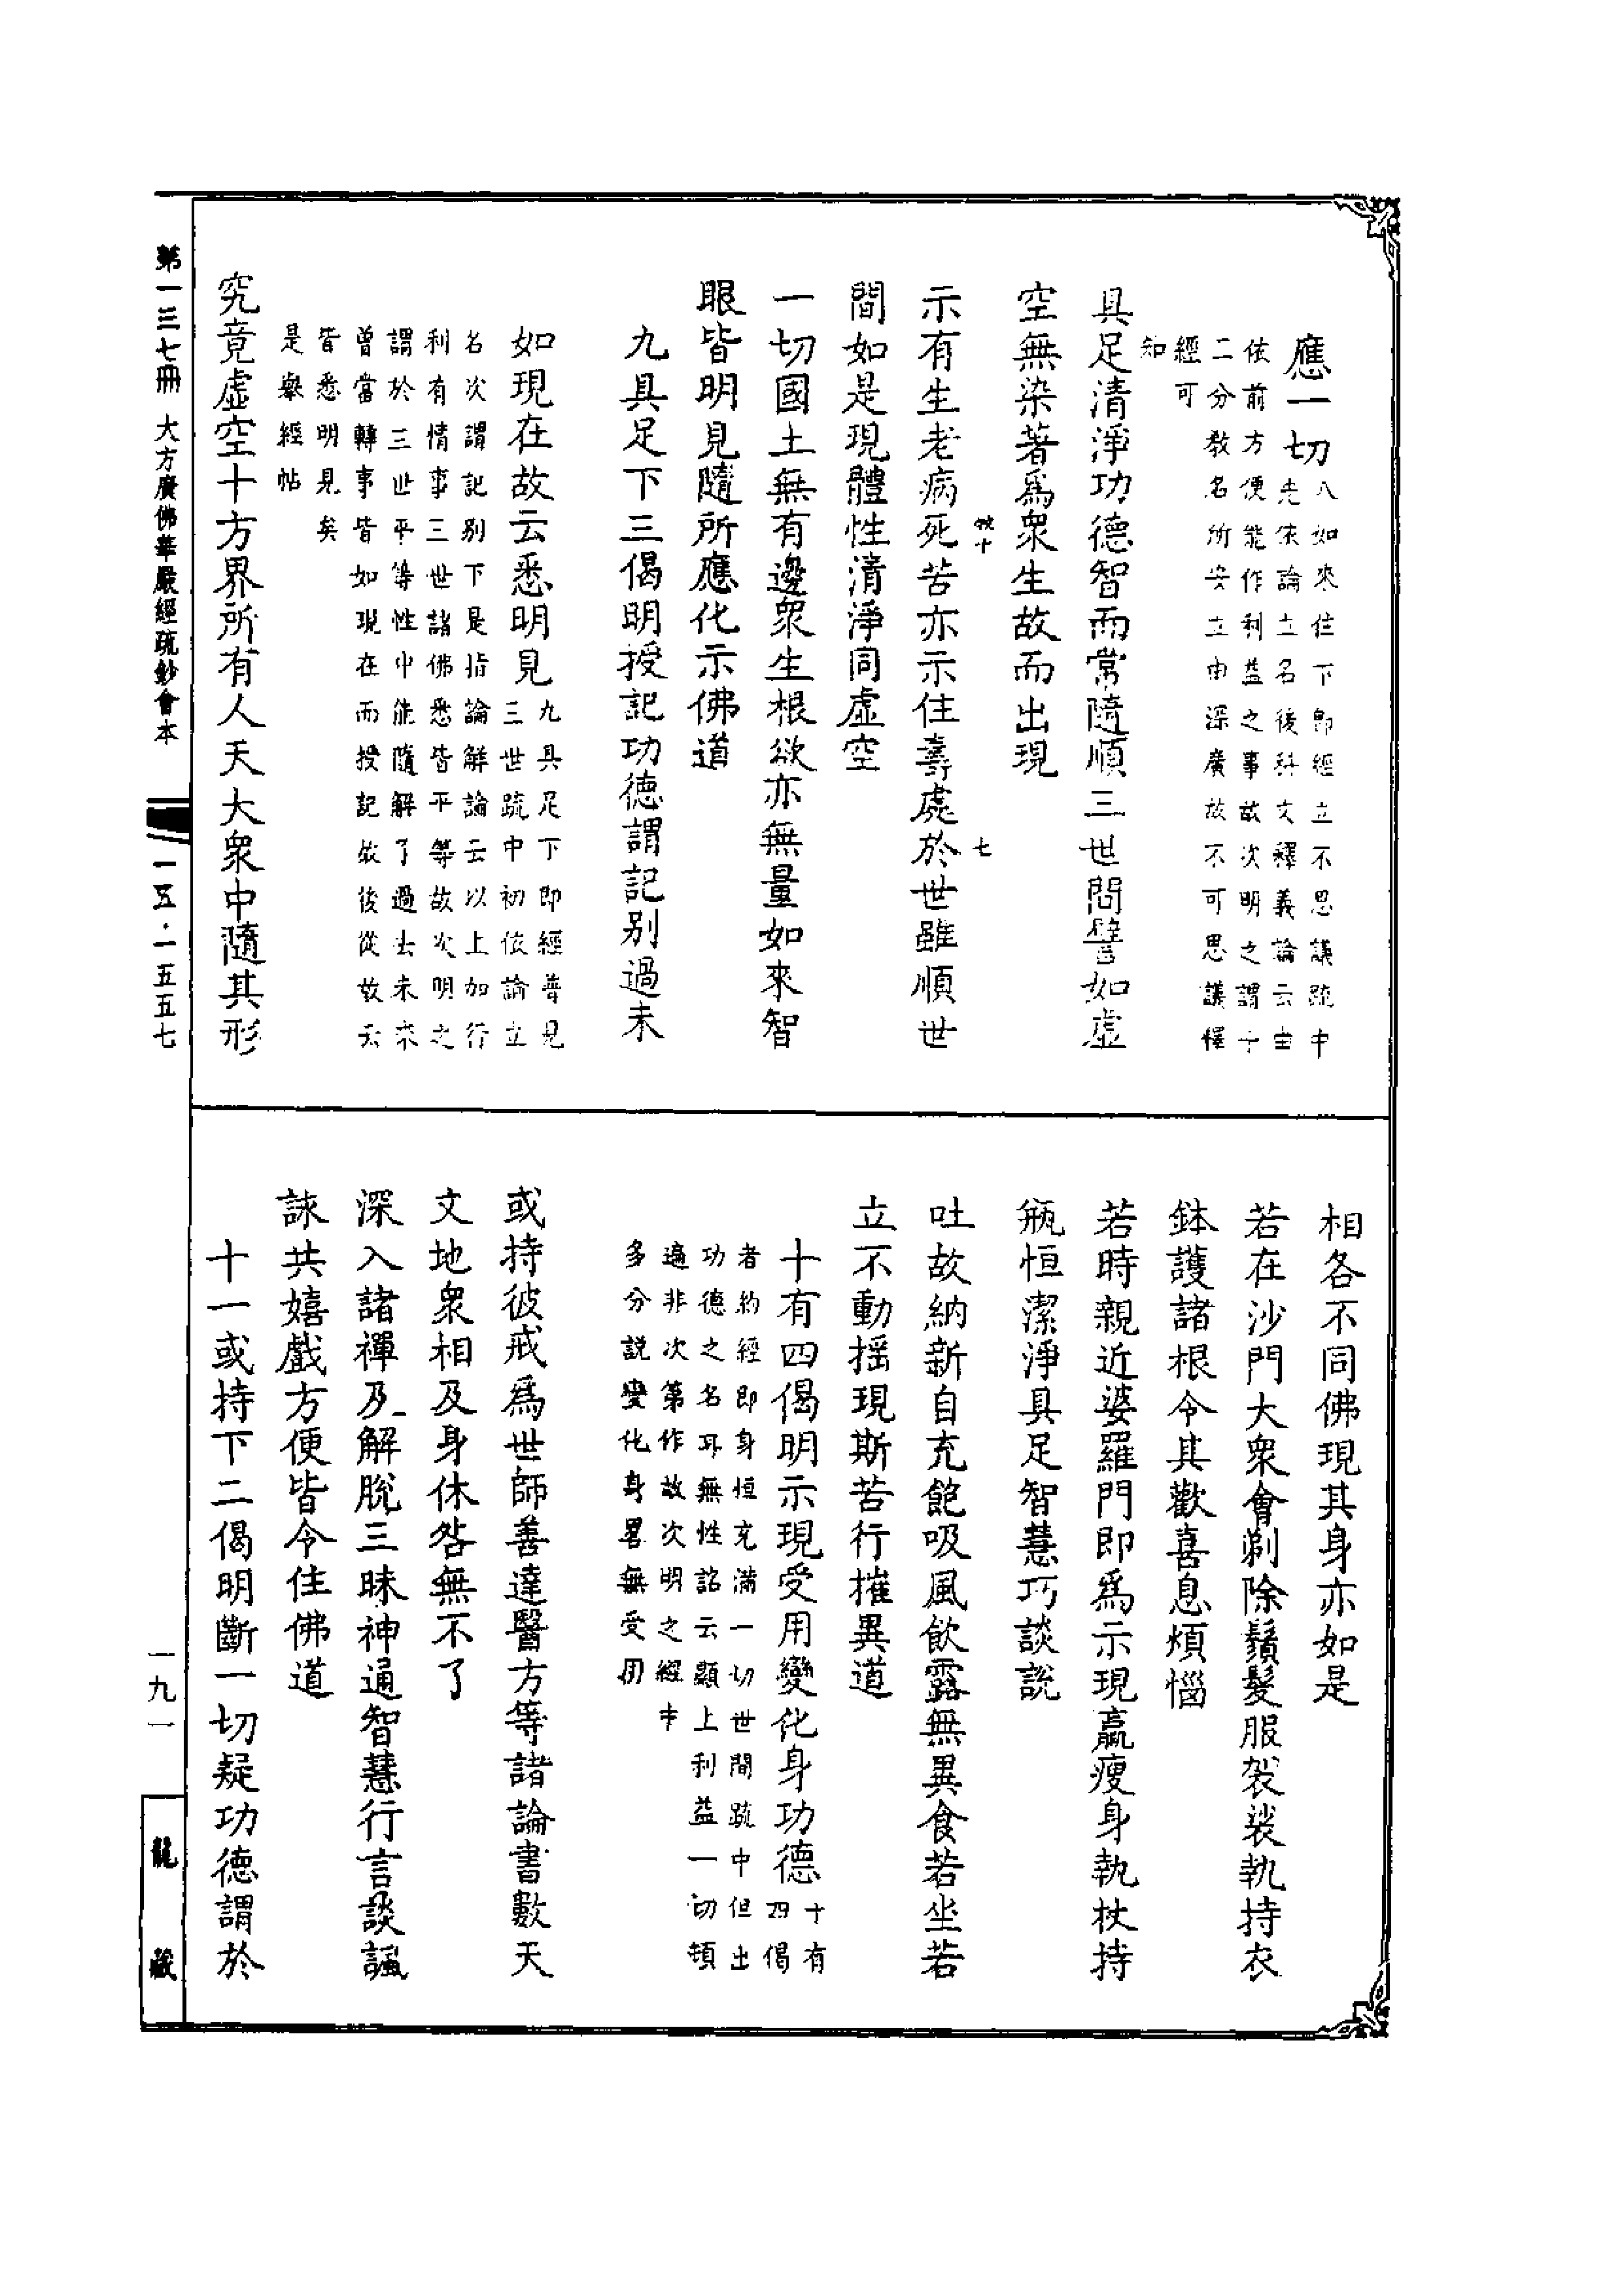 應一切
八如來住下即經立不思議疏中
先依論立名後科文釋義論云由
依前方便能作利益之事故次明之謂于
二分教名所安立由深廣故不可思議釋
經可
知
具足清淨功德智而常隨順三世間譬如虛
空無染著爲衆生故而出現
示有生老病死苦亦示住壽處於世雖順世
間如是現體性清淨同虛空
一切國土無有邊衆生根欲亦無量如來智
眼皆明見隨所應化示佛道
九具足下三偈明授記功德謂記別過未
如現在故云悉明見
九具足下即經普見
三世疏中初依論立
名次謂記別下是指論解論云以上加行
利有情事三世諸佛悉皆平等故次明之
謂於三世平等性中能隨解了過去未來
曾當轉事皆如現在而授記故後從故云
皆悉明見矣
是舉經帖
究竟虛空十方界所有人天大衆中隨其形
相各不同佛現其身亦如是
若在沙門大衆會剃除鬚髮服袈裟執持衣
鉢護諸根令其歡喜息煩惱
若時親近婆羅門即爲示現羸瘦身執杖持
瓶恒潔淨具足智慧巧談說
吐故納新自充飽吸風飲露無異食若坐若
立不動搖現斯苦行摧異道
十有四偈明示現受用變化身功德
十有
四偈
者約經即身恒充滿一切世間疏中但出
功德之名耳無性詺云顯上利益一切頓
遍非次第作故次明之經中
多分說變化身畧無受用
或持彼戒爲世師善達醫方等諸論書數天
文地衆相及身休咎無不了
深入諸禪及解脫三昧神通智慧行言談諷
詠共嬉戲方便皆令住佛道
十一或持下二偈明斷一切疑功德謂於
第一三七冊 大方廣佛華嚴經疏鈔會本
一五·一五五七
一九一
龍藏
七